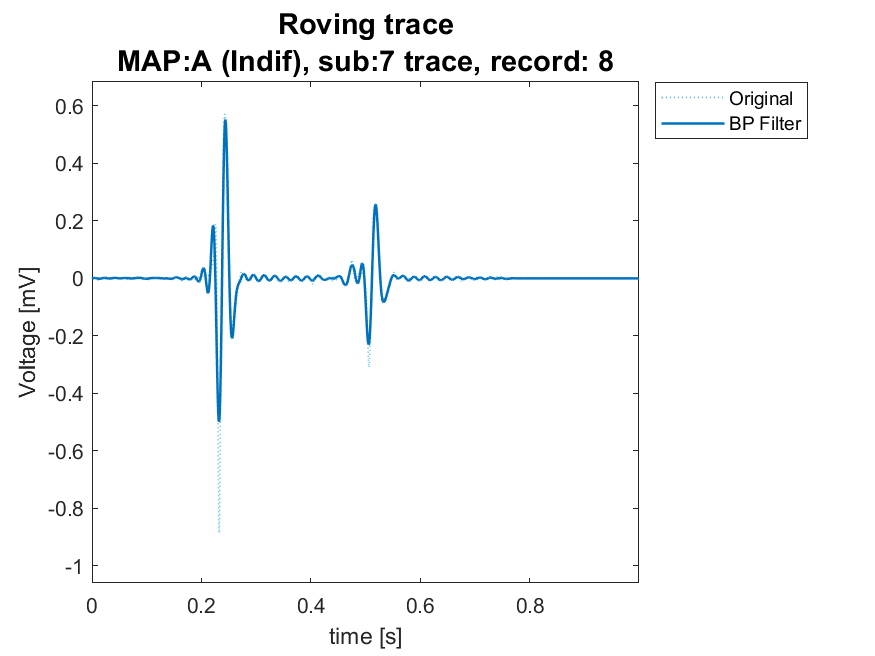 Roving trace
MAP:A (Indif), sub:7 trace, record: 8
Original
BP Filter
0.6
0.4
0.2
0
-0.2
-0.4
-0.6
-0.8
-1
Voltage [mV]
0 0.2 0.4 0.6 0.8
time [s]